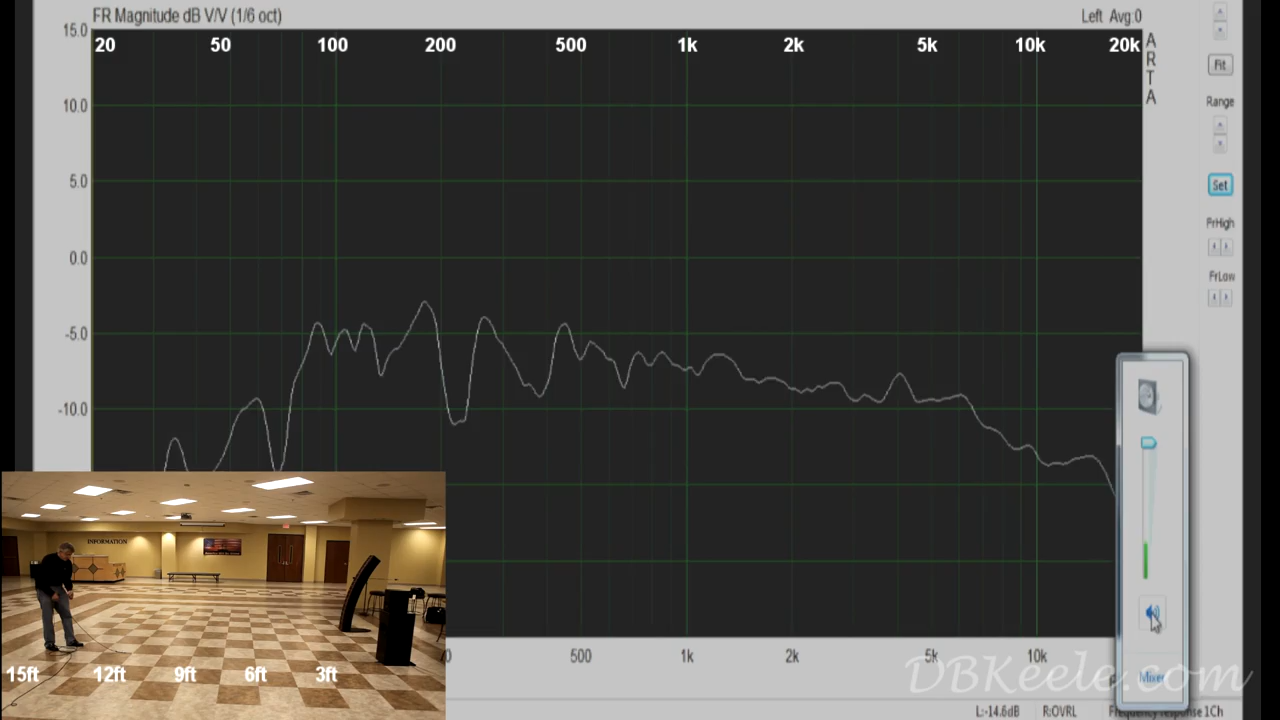 FR Magnitude dB V/V (1/6 oct)
Left Avg:0
15.0
20 50 100 200 500 1k 2k 5k 10k 20k
A
R
T
A
Fit
10.0
Range
5.0
Set
FrHigh
0.0
FrLow
-5.0
-10.0
INFORMATION
15ft 12ft 9ft 6ft 3ft
500 1k 2k 5k 10k
DBKeele.com
Mixer
L:-14.6dB R:OVRL Frequency response 1Ch